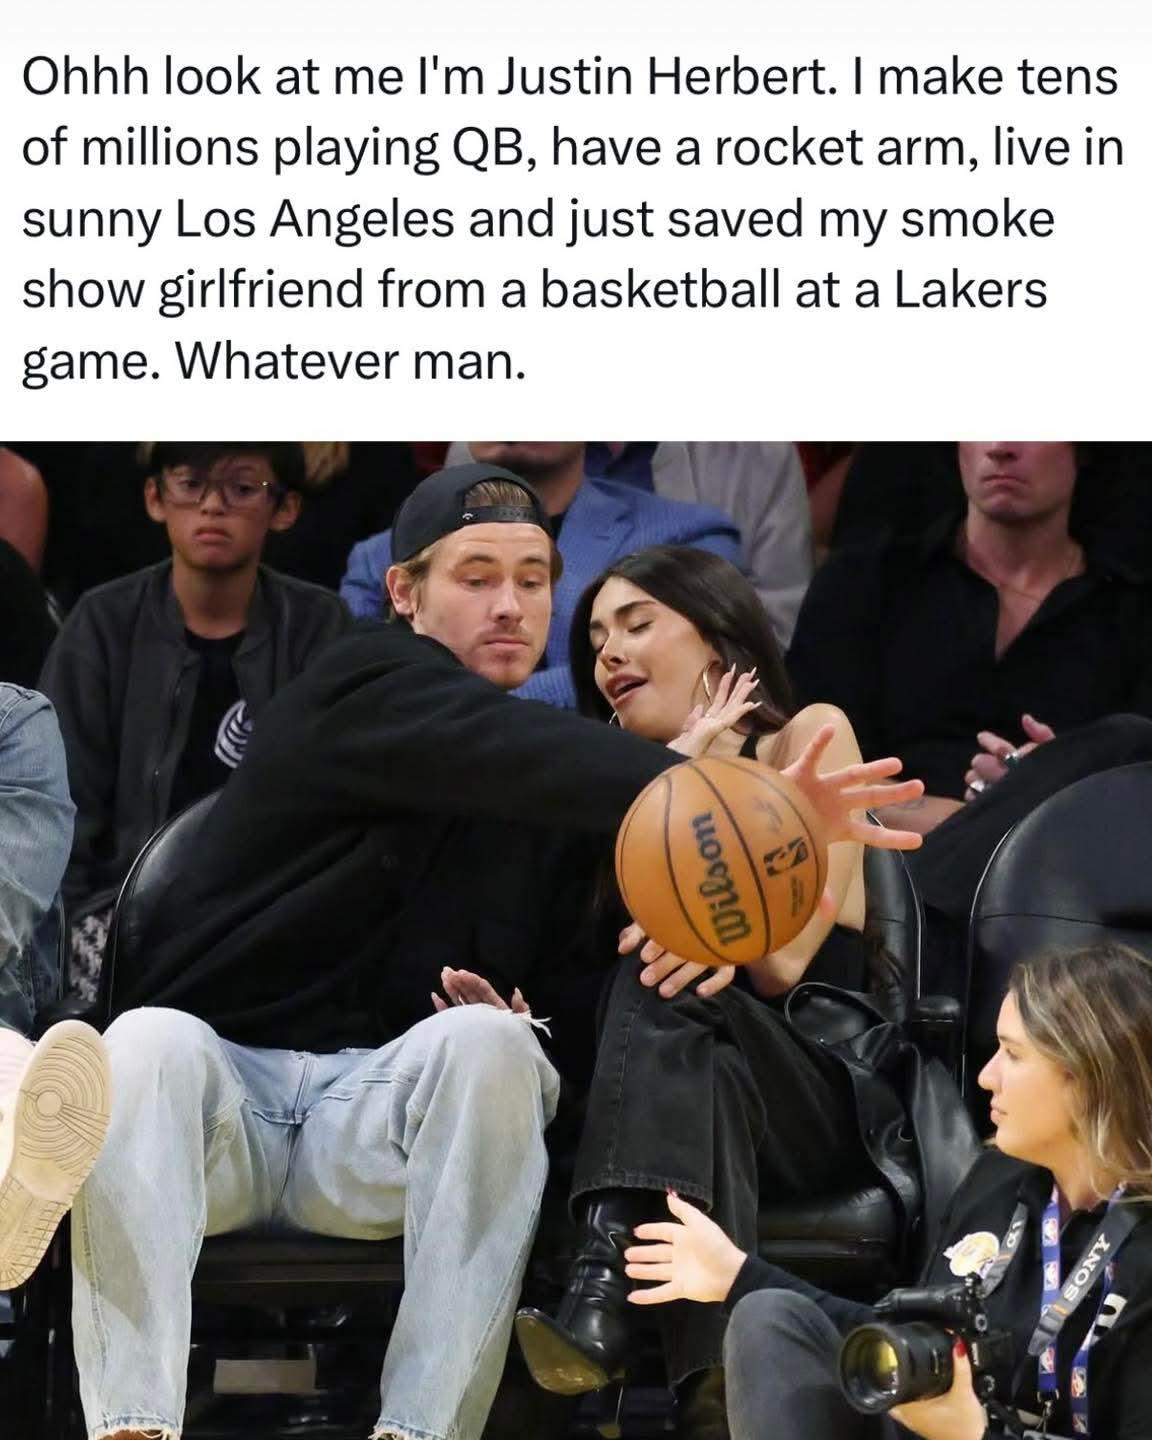 Ohhh look at me I'm Justin Herbert. I make tens
of millions playing QB, have a rocket arm, live in
sunny Los Angeles and just saved my smoke
show girlfriend from a basketball at a Lakers
game. Whatever man.
Wilson
SONY